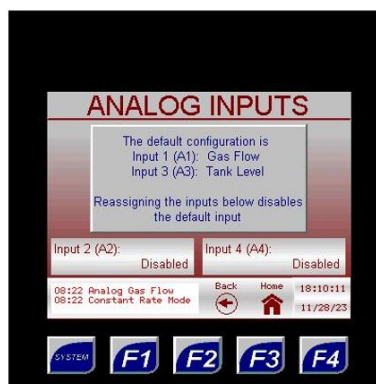 ANALOG INPUTS
The default configuration is
Input 1 (A1): Gas Flow
Input 3 (A3): Tank Level
Reassigning the inputs below disables
the default input
Input 2 (A2):
Disabled
Input 4 (A4):
Disabled
08:22 Analog Gas Flow
08:22 Constant Rate Mode
Back
Home
18:10:11
11/28/23
SYSTEM
F1
F2
F3
F4